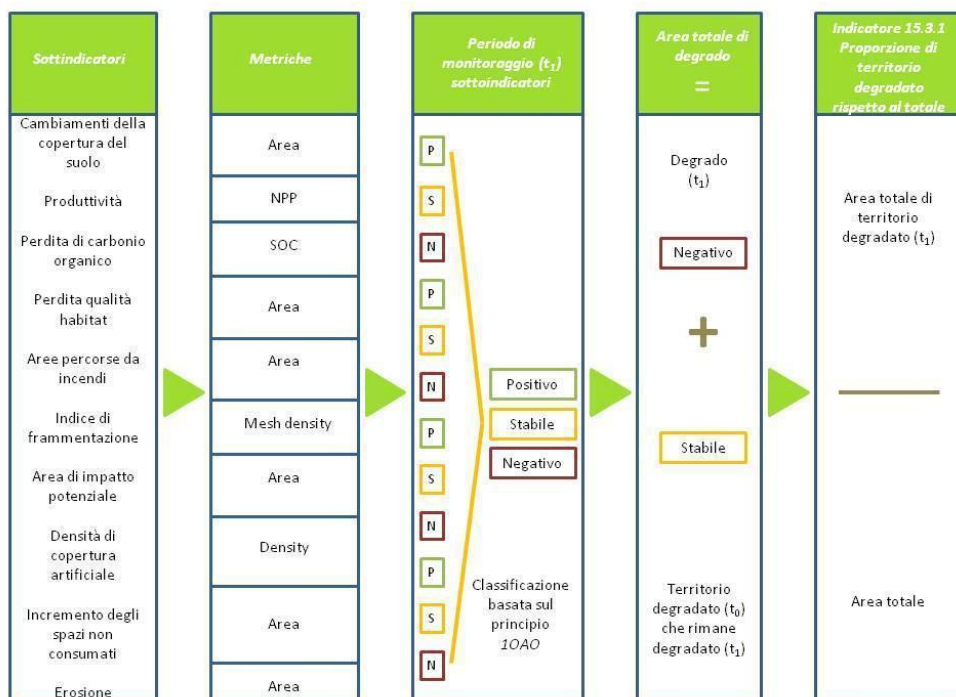 Sottindicatori
Cambiamenti della
copertura del
suolo
Produttività
Perdita di carbonio
organico
Perdita qualità
habitat
Aree percorse da
incendi
Indice di
frammentazione
Area di impatto
potenziale
Densità di
copertura
artificiale
Incremento degli
spazi non
consumati
Erosione
Metriche
Area
NPP
SOC
Area
Area
Mesh density
Area
Density
Area
Area
Periodo di
monitoraggio (t₁)
sottoindicatori
P
S
N
P
S
N
P
S
N
P
S
N
Positivo
Stabile
Negativo
Classificazione
basata sul
principio
1OAO
Area totale di
degrado
=
Degrado
(t₁)
Negativo
+
Stabile
Territorio
degradato (t₀)
che rimane
degradato (t₁)
Indicatore 15.3.1
Proporzione di
territorio
degradato
rispetto al totale
Area totale di
territorio
degradato (t₁)
Area totale